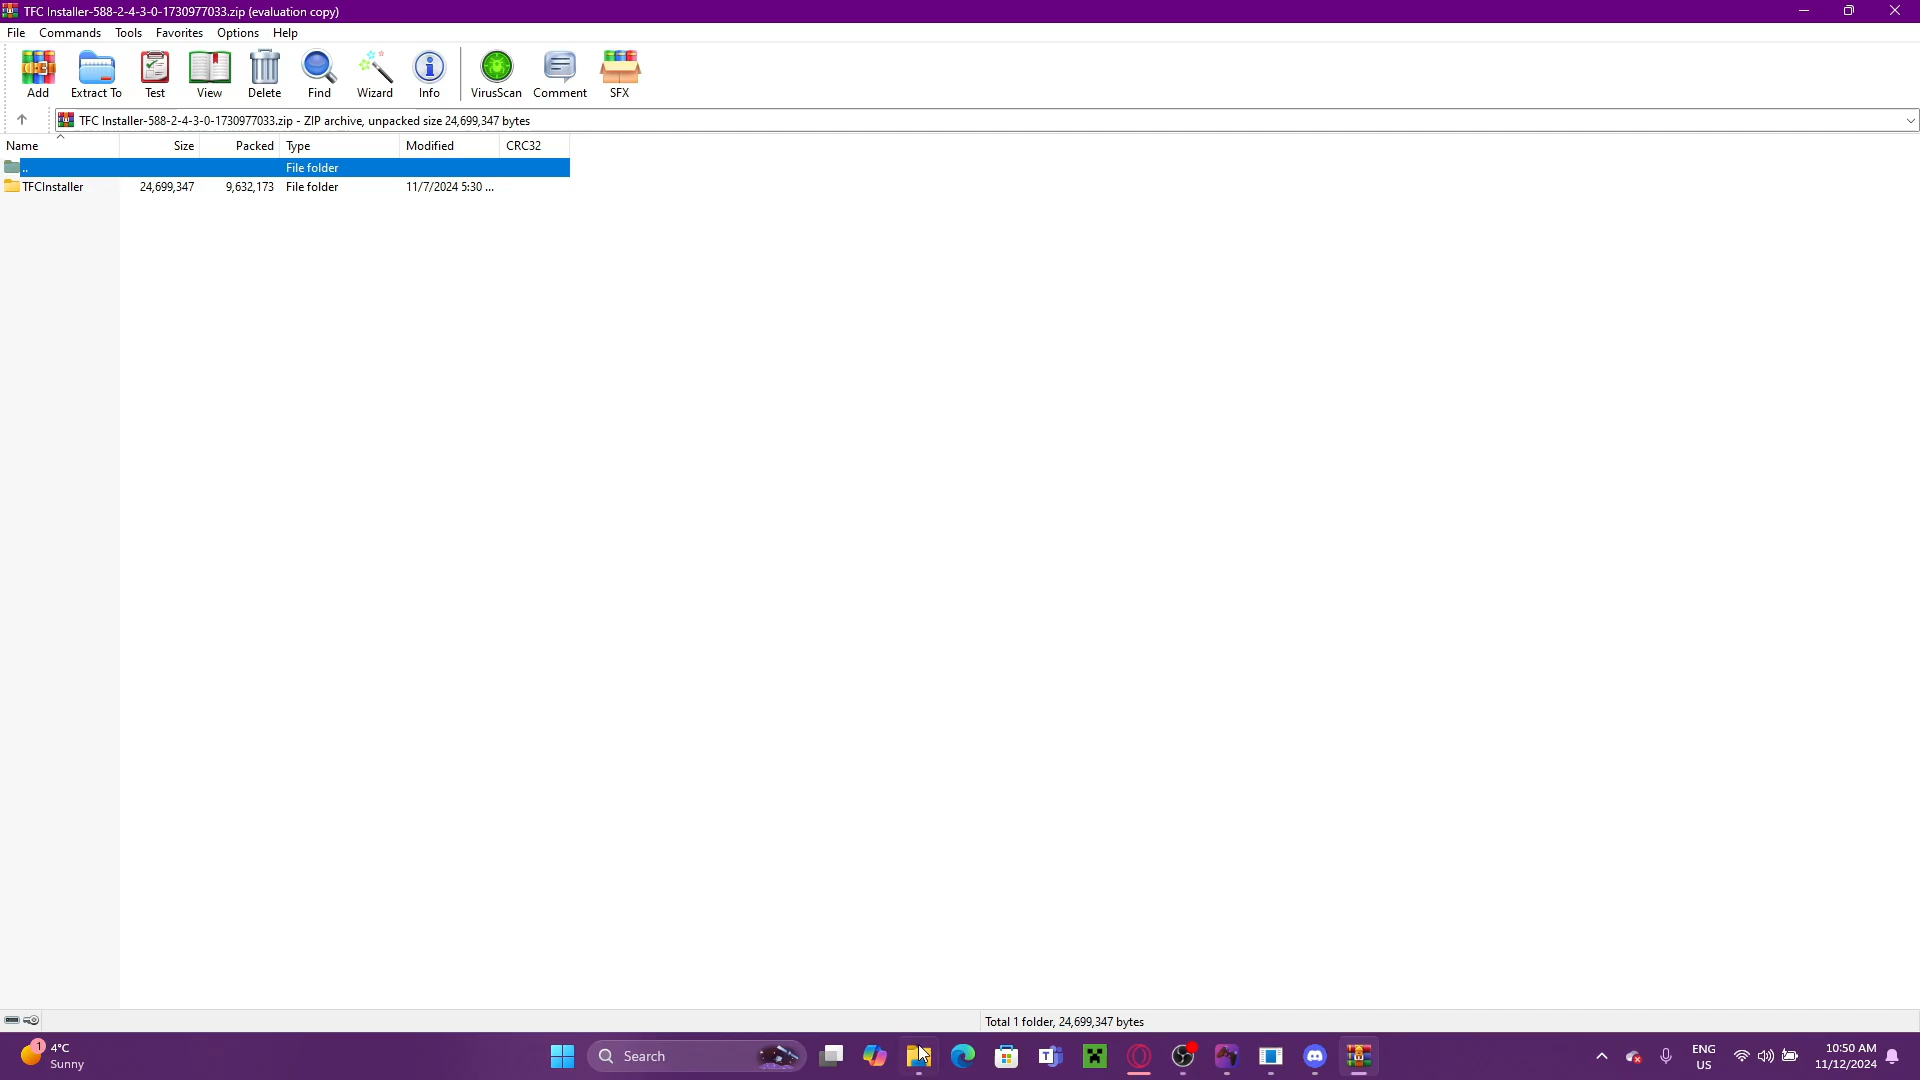 TFC Installer-588-2-4-3-0-1730977033.zip (evaluation copy)
File Commands Tools Favorites Options Help
Add Extract To Test View Delete Find Wizard Info VirusScan Comment SFX
TFC Installer-588-2-4-3-0-1730977033.zip - ZIP archive, unpacked size 24,699,347 bytes
Name Size Packed Type Modified CRC32
.. File folder
TFCInstaller 24,699,347 9,632,173 File folder 11/7/2024 5:30 ...
Total 1 folder, 24,699,347 bytes
1 4°C
Sunny
Search
ENG
US
10:50 AM
11/12/2024